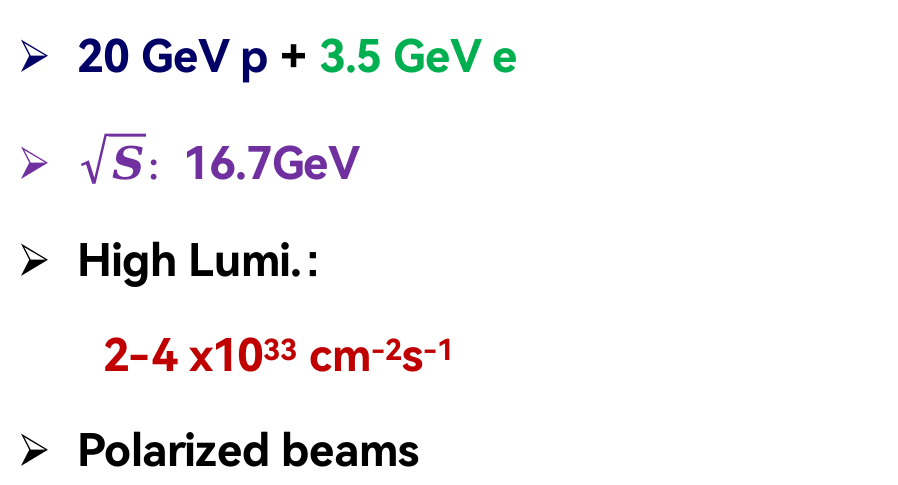 ➢ 20 GeV p + 3.5 GeV e
➢ √S: 16.7GeV
➢ High Lumi.:
2–4 x10³³ cm⁻²s⁻¹
➢ Polarized beams